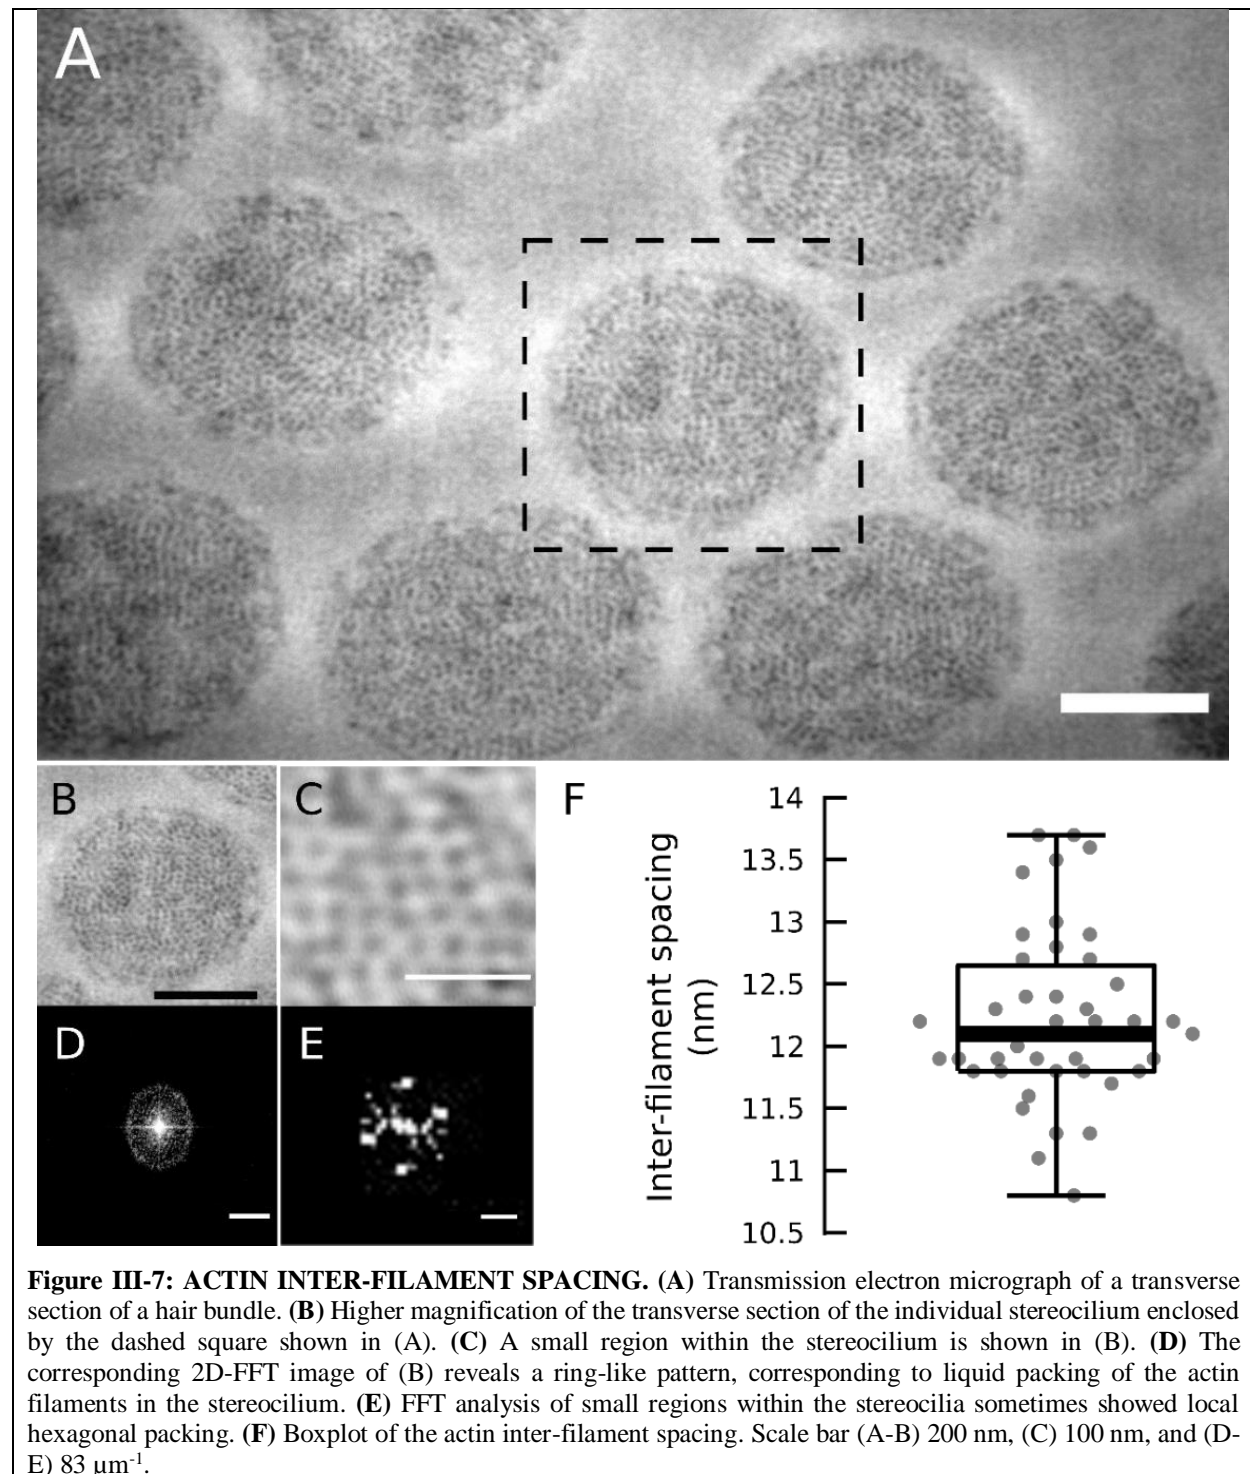 A
B
C
D
E
F
Inter-filament spacing
(nm)
14
13.5
13
12.5
12
11.5
11
10.5
Figure III-7: ACTIN INTER-FILAMENT SPACING. (A) Transmission electron micrograph of a transverse
section of a hair bundle. (B) Higher magnification of the transverse section of the individual stereocilium enclosed
by the dashed square shown in (A). (C) A small region within the stereocilium is shown in (B). (D) The
corresponding 2D-FFT image of (B) reveals a ring-like pattern, corresponding to liquid packing of the actin
filaments in the stereocilium. (E) FFT analysis of small regions within the stereocilia sometimes showed local
hexagonal packing. (F) Boxplot of the actin inter-filament spacing. Scale bar (A-B) 200 nm, (C) 100 nm, and (D-
E) 83 µm-1.